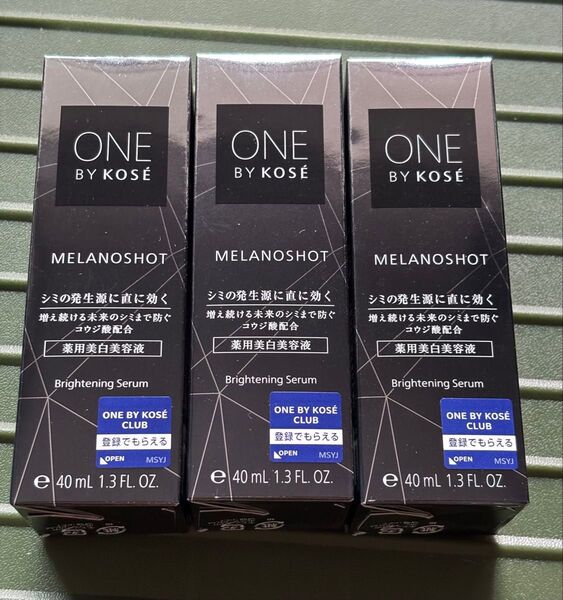 ONE
BY KOSÉ
MELANOSHOT
シミの発生源に直に効く
増え続ける未来のシミまで防ぐ
コウジ酸配合
薬用美白美容液
Brightening Serum
ONE BY KOSÉ
CLUB
登録でもらえる
OPEN
MSYJ
e 40 mL 1.3 FL. OZ.
ONE
BY KOSÉ
MELANOSHOT
シミの発生源に直に効く
増え続ける未来のシミまで防ぐ
コウジ酸配合
薬用美白美容液
Brightening Serum
ONE BY KOSÉ
CLUB
登録でもらえる
OPEN
MSYJ
e 40 mL 1.3 FL. OZ.
ONE
BY KOSÉ
MELANOSHOT
シミの発生源に直に効く
増え続ける未来のシミまで防ぐ
コウジ酸配合
薬用美白美容液
Brightening Serum
ONE BY KOSÉ
CLUB
登録でもらえる
OPEN
MSYJ
e 40 mL 1.3 FL. OZ.